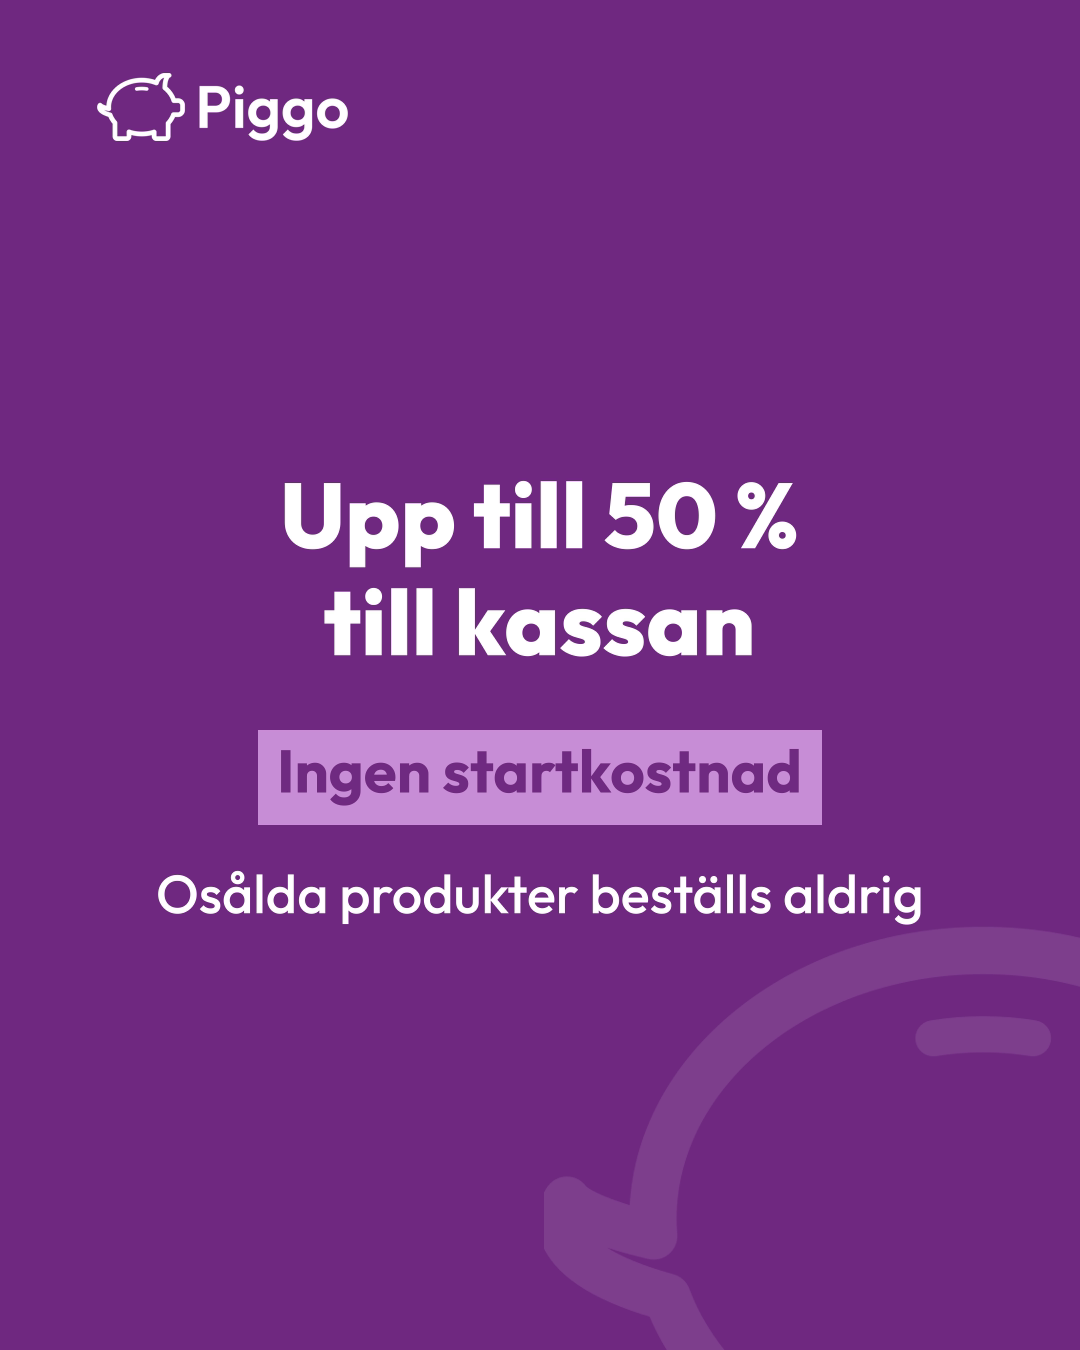 Piggo
Upp till 50 %
till kassan
Ingen startkostnad
Osålda produkter beställs aldrig